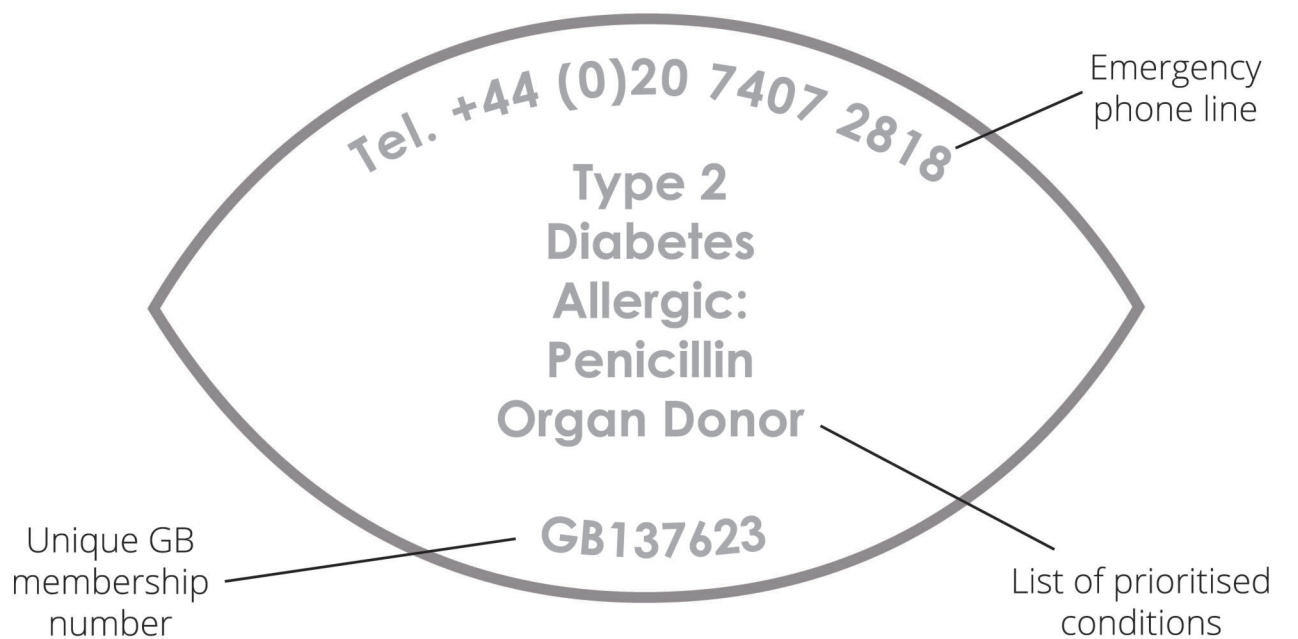 Tel. +44 (0)20 7407 2818
Emergency
phone line
Type 2
Diabetes
Allergic:
Penicillin
Organ Donor
GB137623
Unique GB
membership
number
List of prioritised
conditions